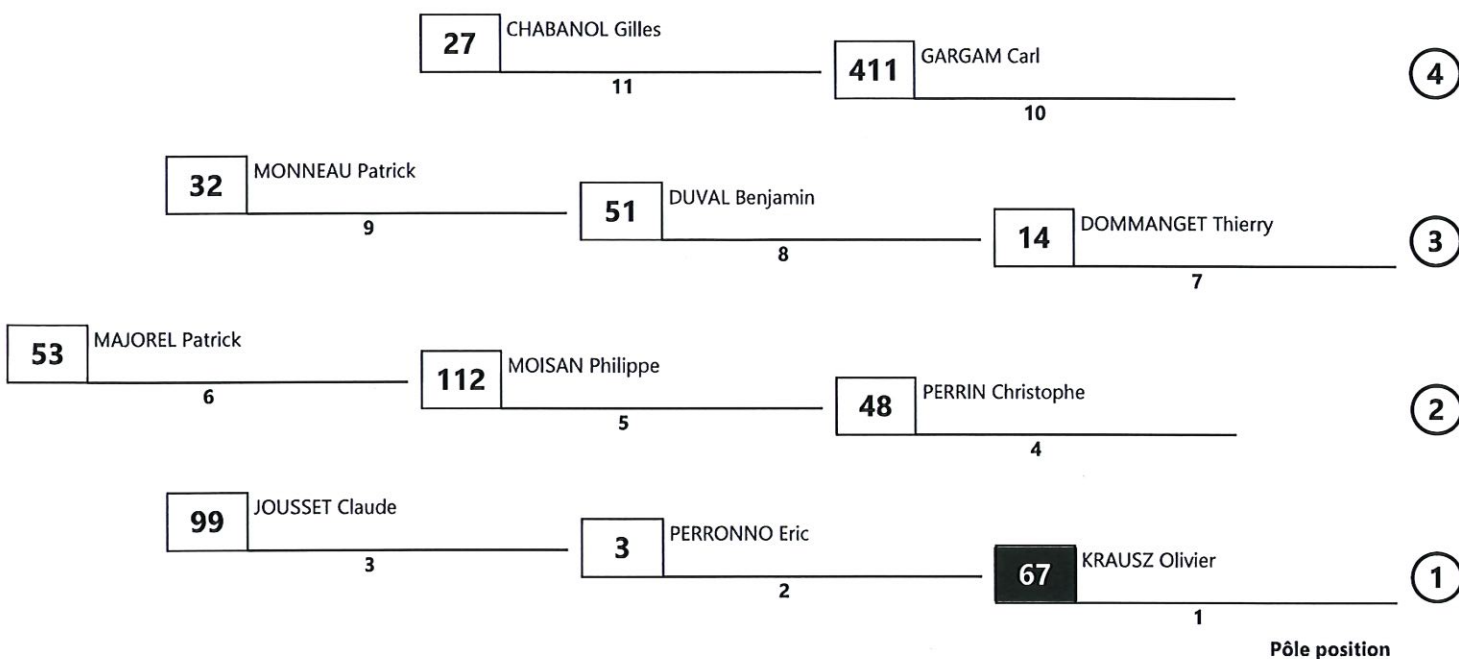 27 CHABANOL Gilles
11
411 GARGAM Carl
10
4
32 MONNEAU Patrick
9
51 DUVAL Benjamin
8
14 DOMMANGET Thierry
7
3
53 MAJOREL Patrick
6
112 MOISAN Philippe
5
48 PERRIN Christophe
4
2
99 JOUSSET Claude
3
3 PERRONNO Eric
2
67 KRAUSZ Olivier
1
1
Pôle position